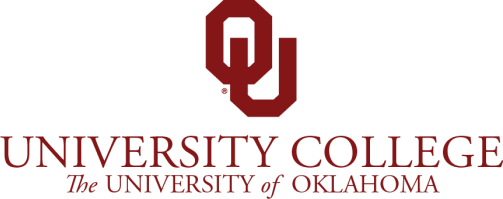 OU
®
UNIVERSITY COLLEGE
The UNIVERSITY of OKLAHOMA